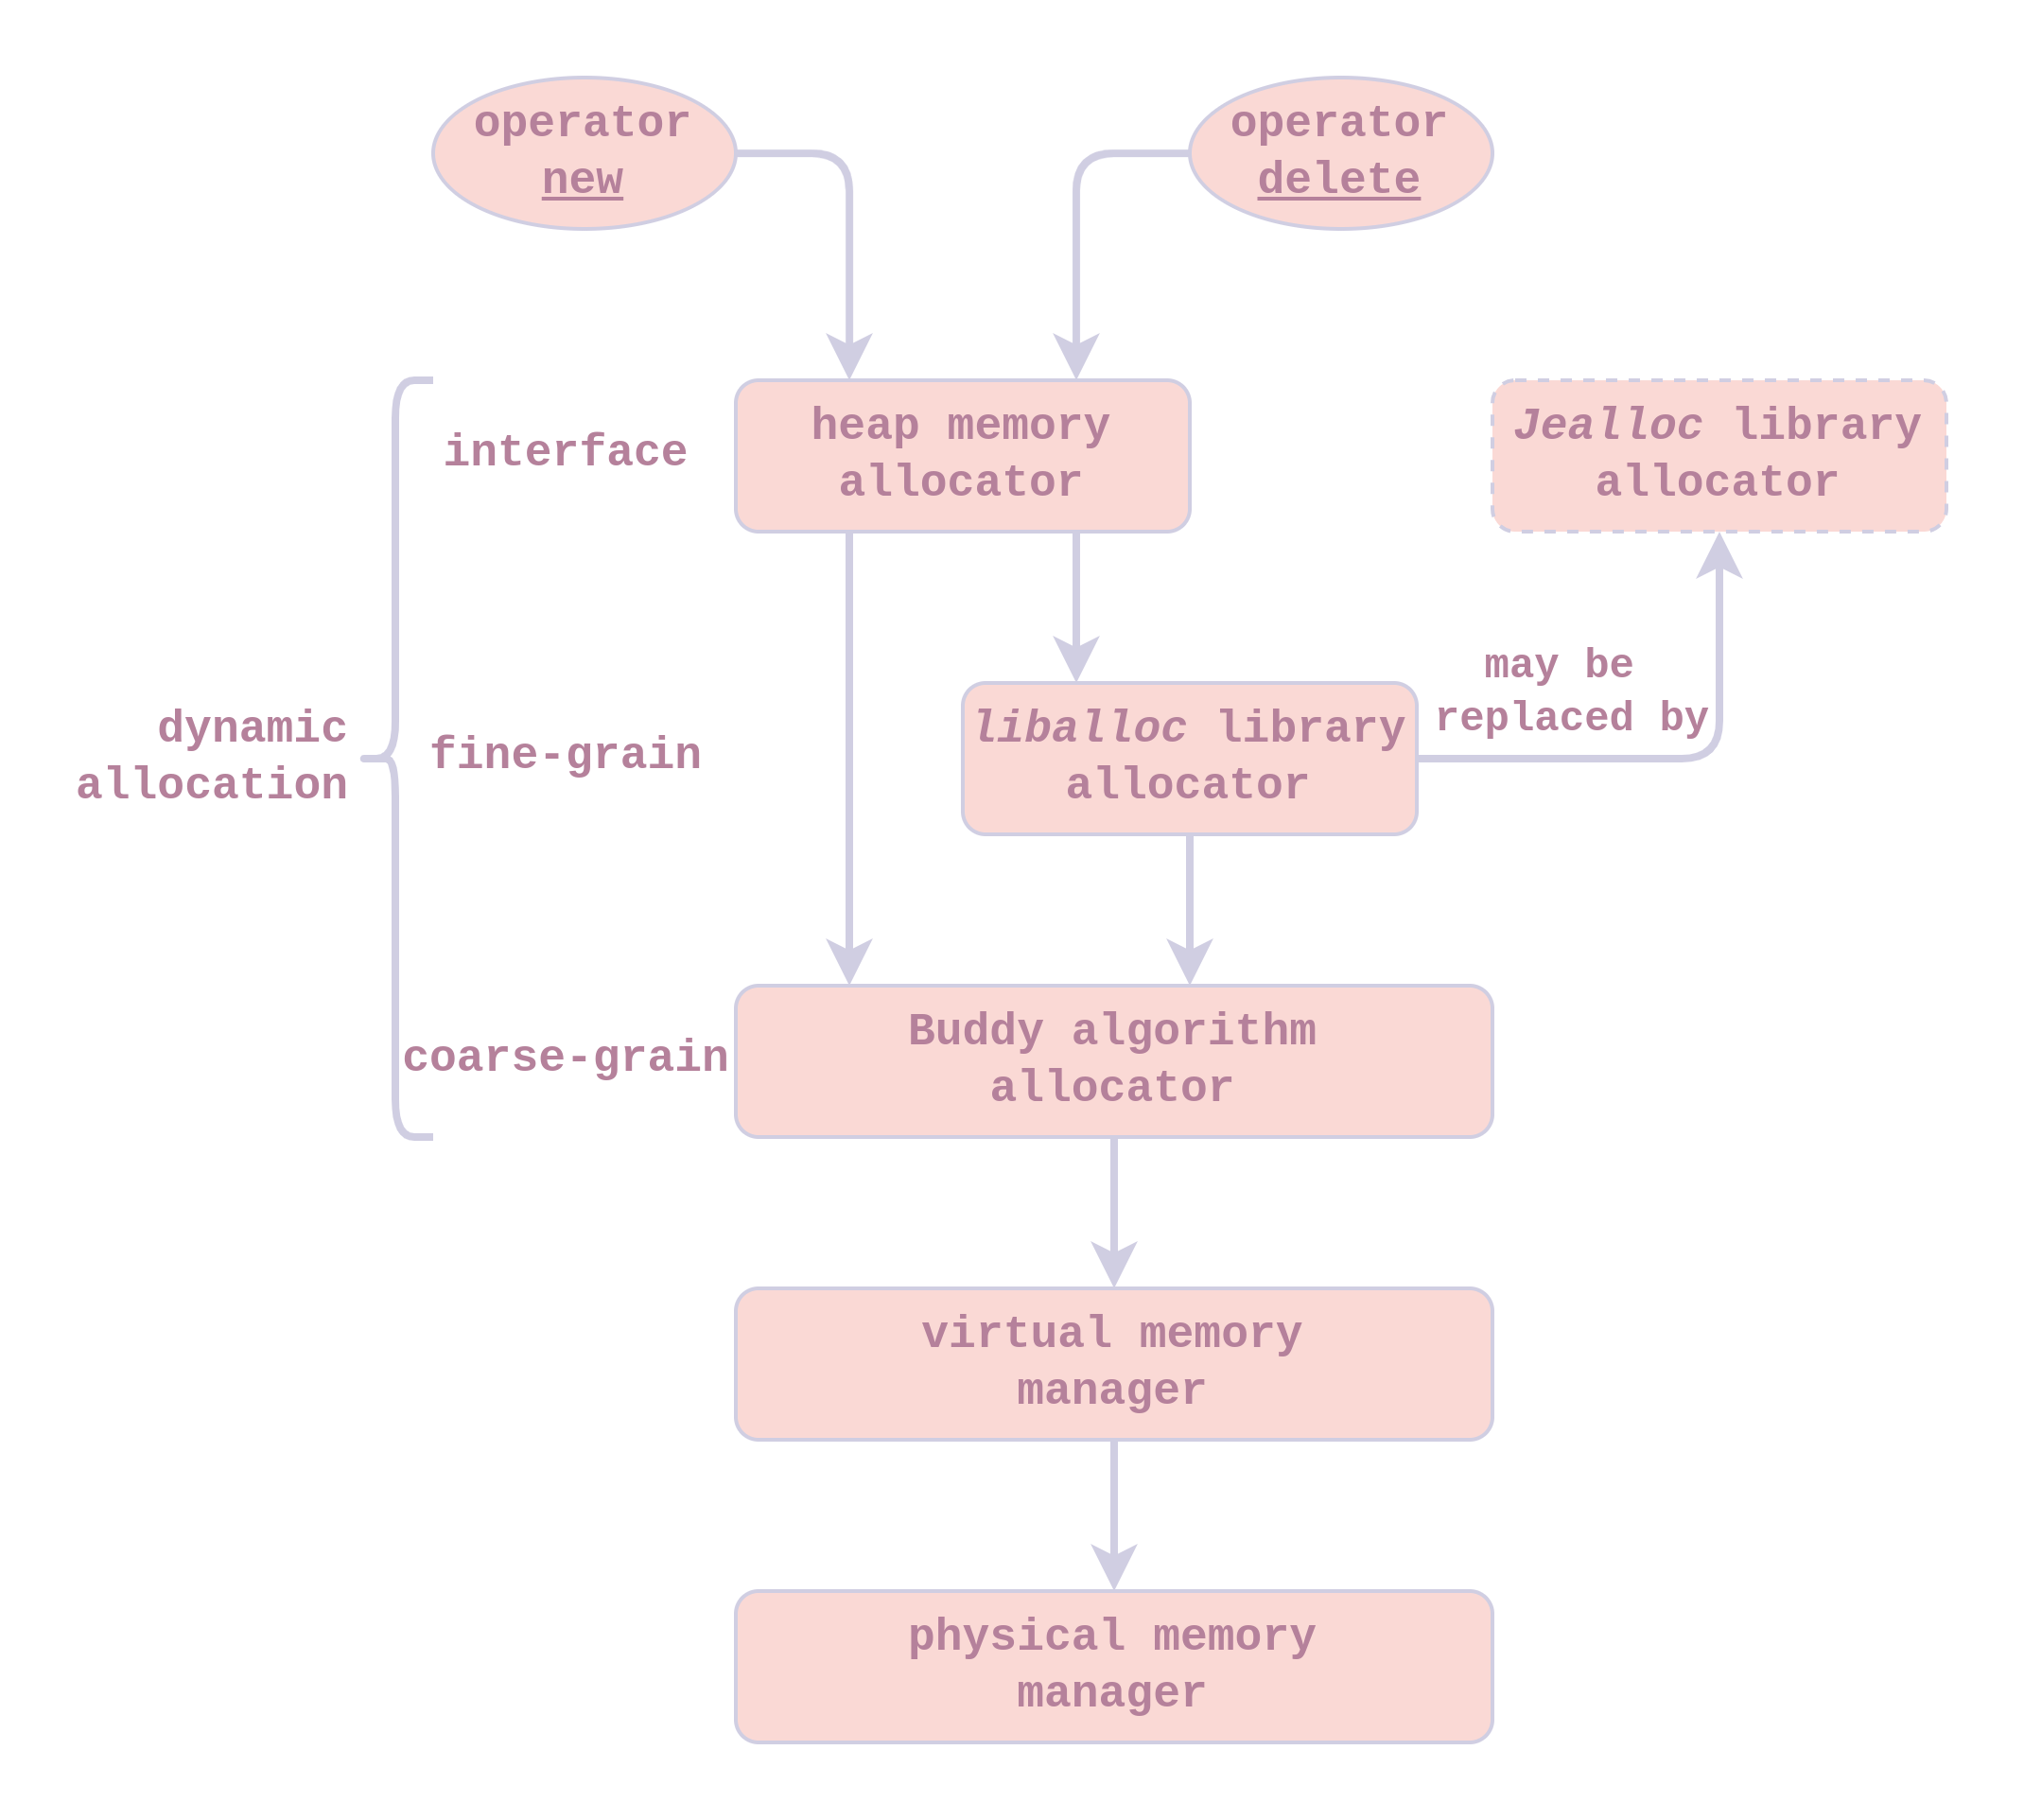 operator
new
operator
delete
interface
heap memory
allocator
Jealloc library
allocator
may be
replaced by
dynamic
allocation
fine-grain
liballoc library
allocator
coarse-grain
Buddy algorithm
allocator
virtual memory
manager
physical memory
manager